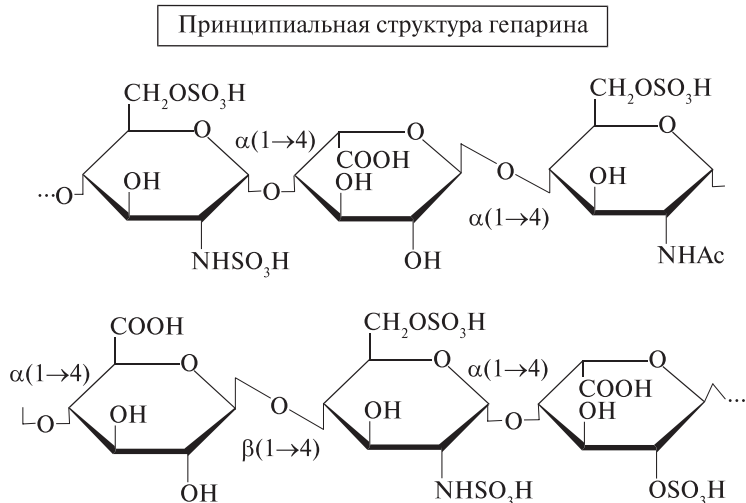 Принципиальная структура гепарина
CH₂OSO₃H
CH₂OSO₃H
O
α(1→4)
O
O
COOH
OH
OH
O
OH
...O
O
α(1→4)
NHSO₃H
OH
NHAc
COOH
CH₂OSO₃H
α(1→4)
O
O
α(1→4)
O
COOH
OH
O
OH
OH
O
O
...
β(1→4)
OH
NHSO₃H
OSO₃H